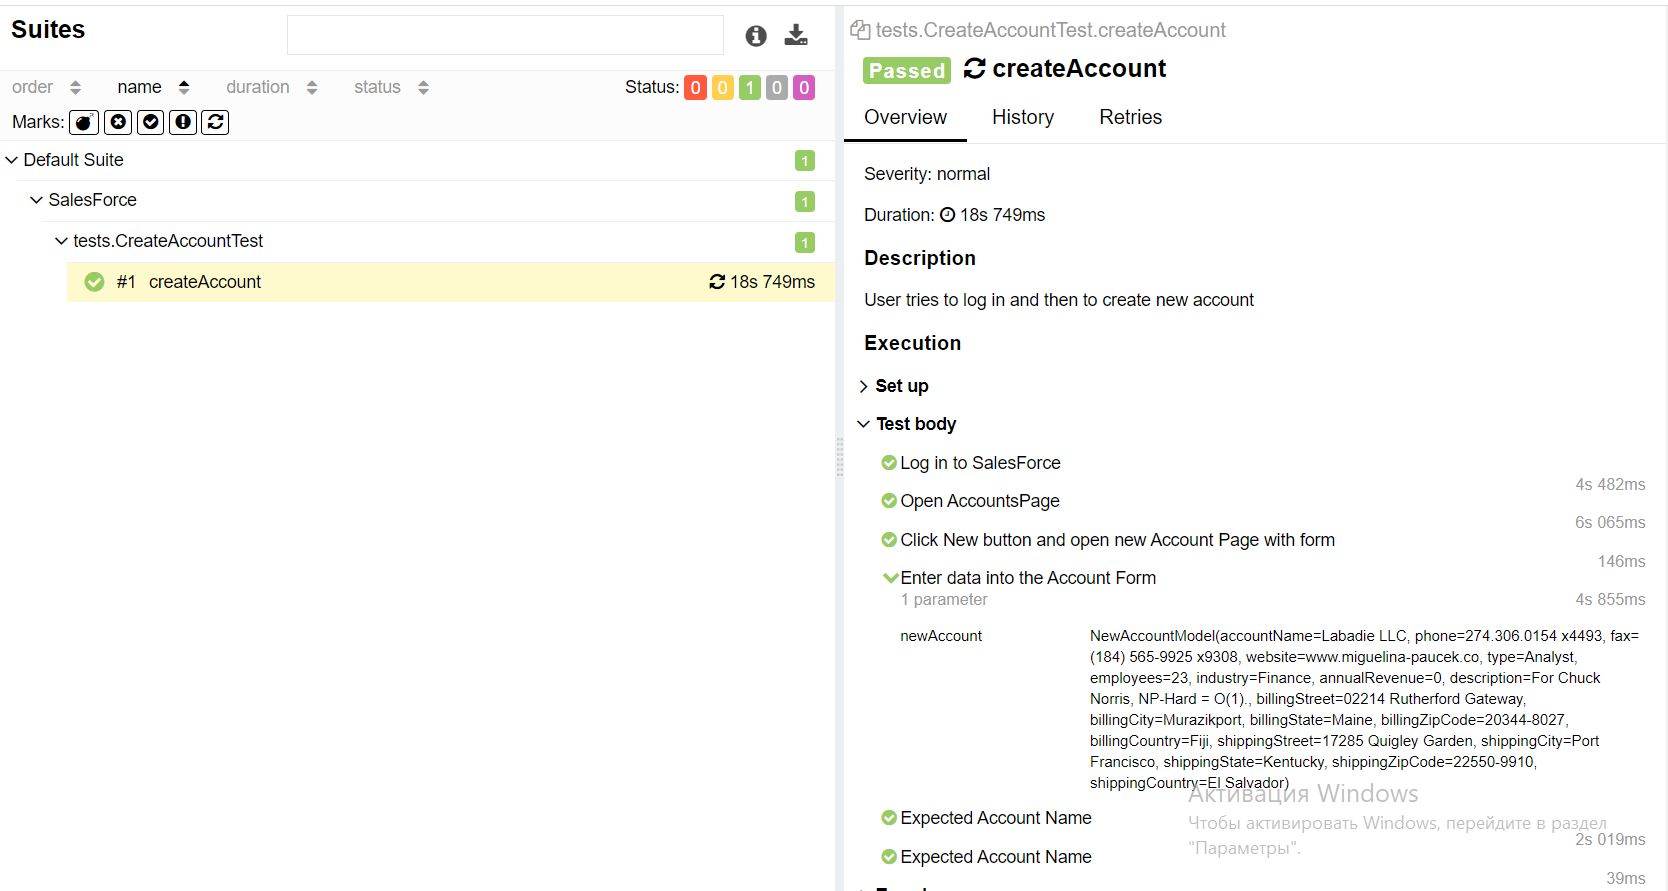 Suites
order name duration status Status: 0 0 1 0 0
Marks:
Default Suite 1
SalesForce 1
tests.CreateAccountTest 1
#1 createAccount 18s 749ms
tests.CreateAccountTest.createAccount
Passed createAccount
Overview History Retries
Severity: normal
Duration: 18s 749ms
Description
User tries to log in and then to create new account
Execution
Set up
Test body
Log in to SalesForce
4s 482ms
Open AccountsPage
6s 065ms
Click New button and open new Account Page with form
146ms
Enter data into the Account Form
1 parameter 4s 855ms
newAccount NewAccountModel(accountName=Labadie LLC, phone=274.306.0154 x4493, fax=
(184) 565-9925 x9308, website=www.miguelina-paucek.co, type=Analyst,
employees=23, industry=Finance, annualRevenue=0, description=For Chuck
Norris, NP-Hard = O(1)., billingStreet=02214 Rutherford Gateway,
billingCity=Murazikport, billingState=Maine, billingZipCode=20344-8027,
billingCountry=Fiji, shippingStreet=17285 Quigley Garden, shippingCity=Port
Francisco, shippingState=Kentucky, shippingZipCode=22550-9910,
shippingCountry=El Salvador)
Активация Windows
Expected Account Name
Чтобы активировать Windows, перейдите в раздел
2s 019ms
"Параметры".
Expected Account Name
39ms